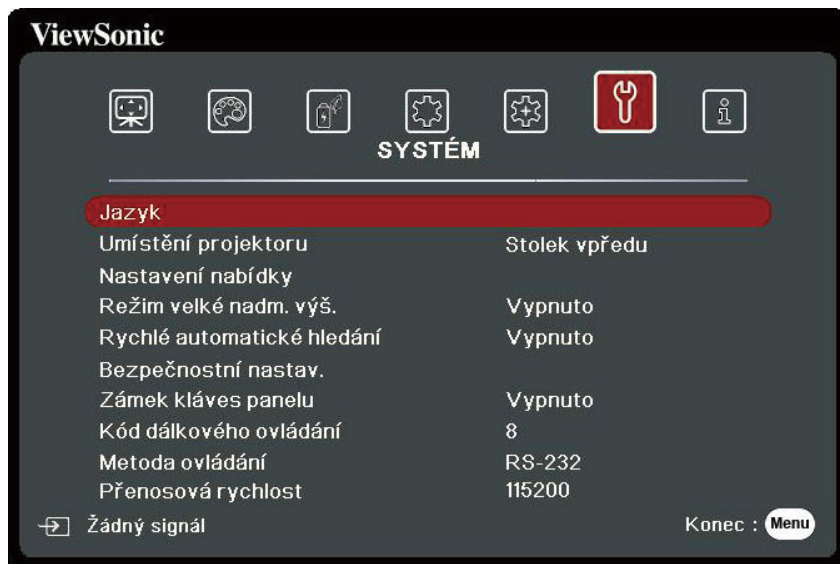 ViewSonic
SYSTÉM
Jazyk
Umístění projektoru Stolek vpředu
Nastavení nabídky
Režim velké nadm. výš. Vypnuto
Rychlé automatické hledání Vypnuto
Bezpečnostní nastav.
Zámek kláves panelu Vypnuto
Kód dálkového ovládání 8
Metoda ovládání RS-232
Přenosová rychlost 115200
Žádný signál Konec : Menu